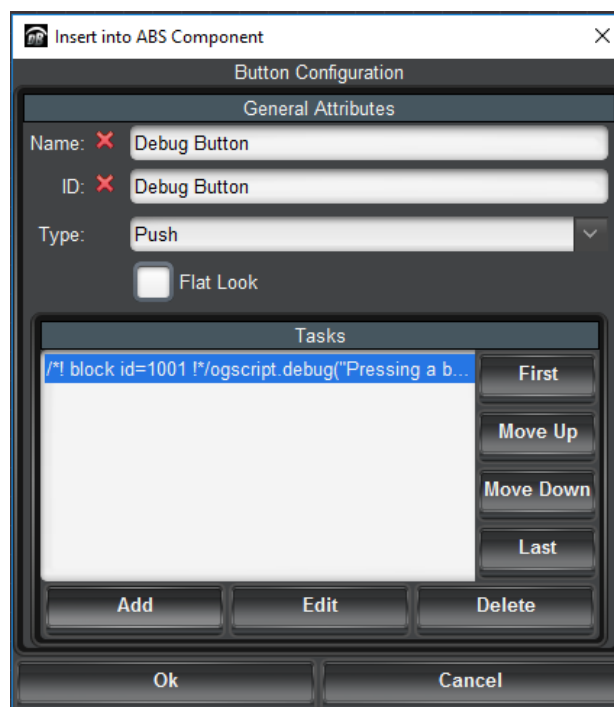 DB Insert into ABS Component
Button Configuration
General Attributes
Name: Debug Button
ID: Debug Button
Type: Push
Flat Look
Tasks
/*! block id=1001 !*/ogscript.debug("Pressing a b...
First
Move Up
Move Down
Last
Add Edit Delete
Ok Cancel